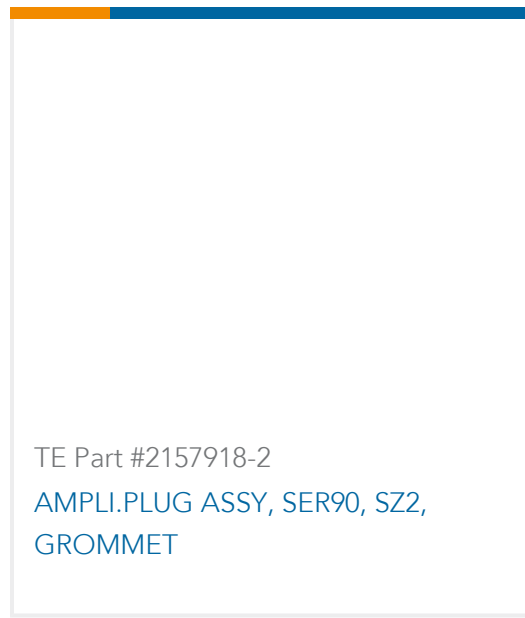 TE Part #2157918-2
AMPLI.PLUG ASSY, SER90, SZ2,
GROMMET